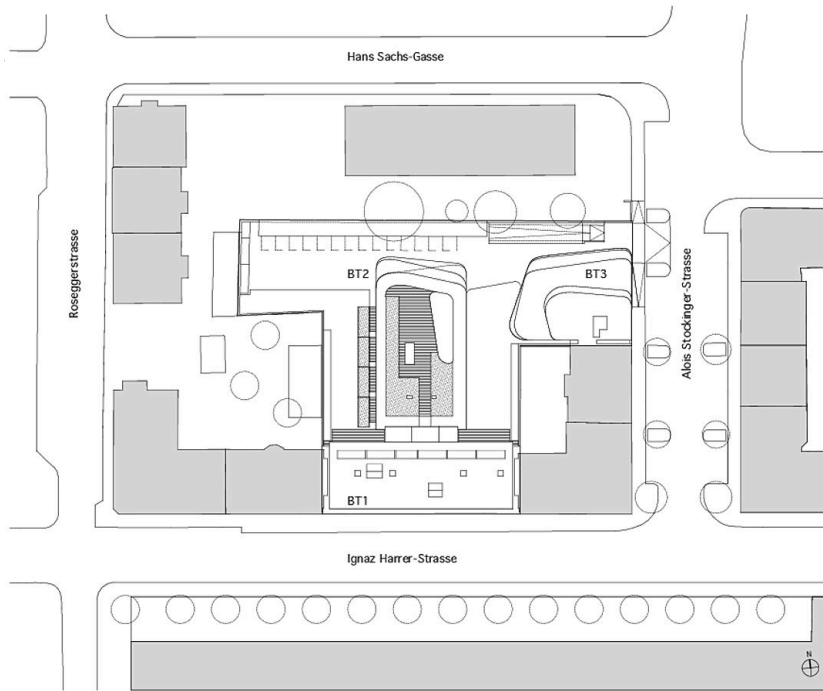 Hans Sachs-Gasse
Roseggerstrasse
BT2
BT3
Alois Stockinger-Strasse
BT1
Ignaz Harrer-Strasse
N